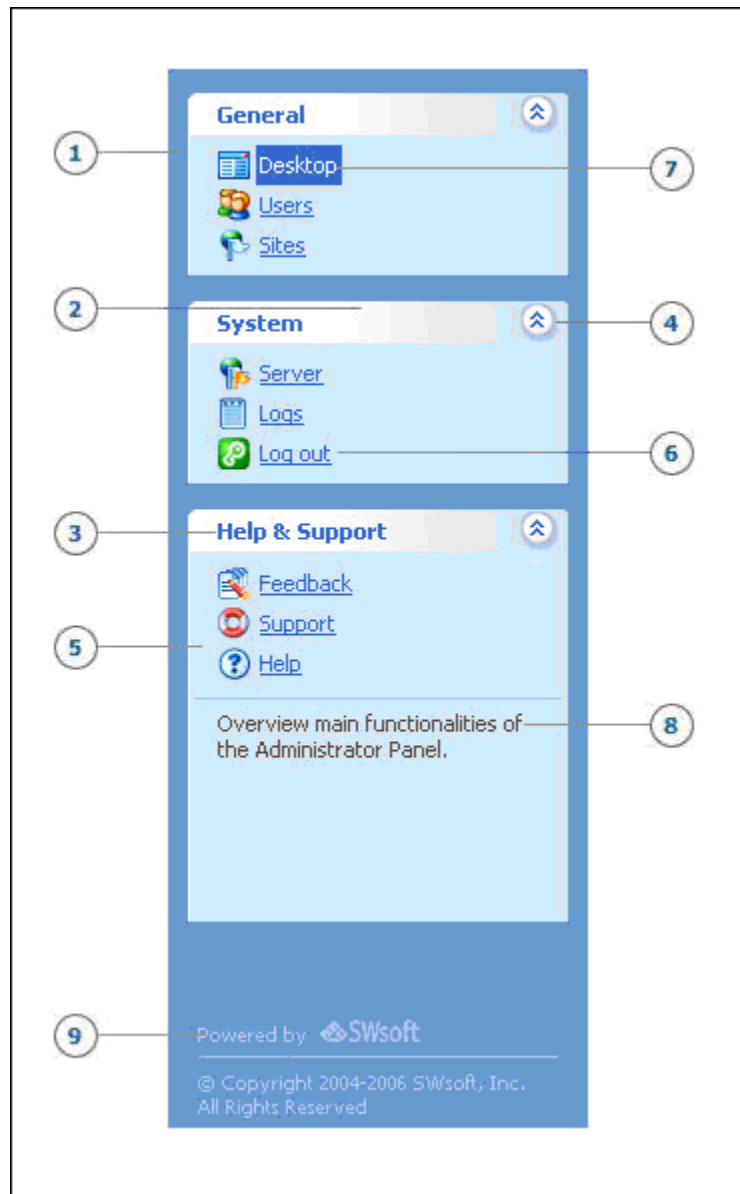 General
1
Desktop
7
Users
Sites
2
System
4
Server
Logs
Log out
6
3
Help & Support
Feedback
Support
5
Help
Overview main functionalities of
8
the Administrator Panel.
9
Powered by SWsoft
© Copyright 2004-2006 SWsoft, Inc.
All Rights Reserved